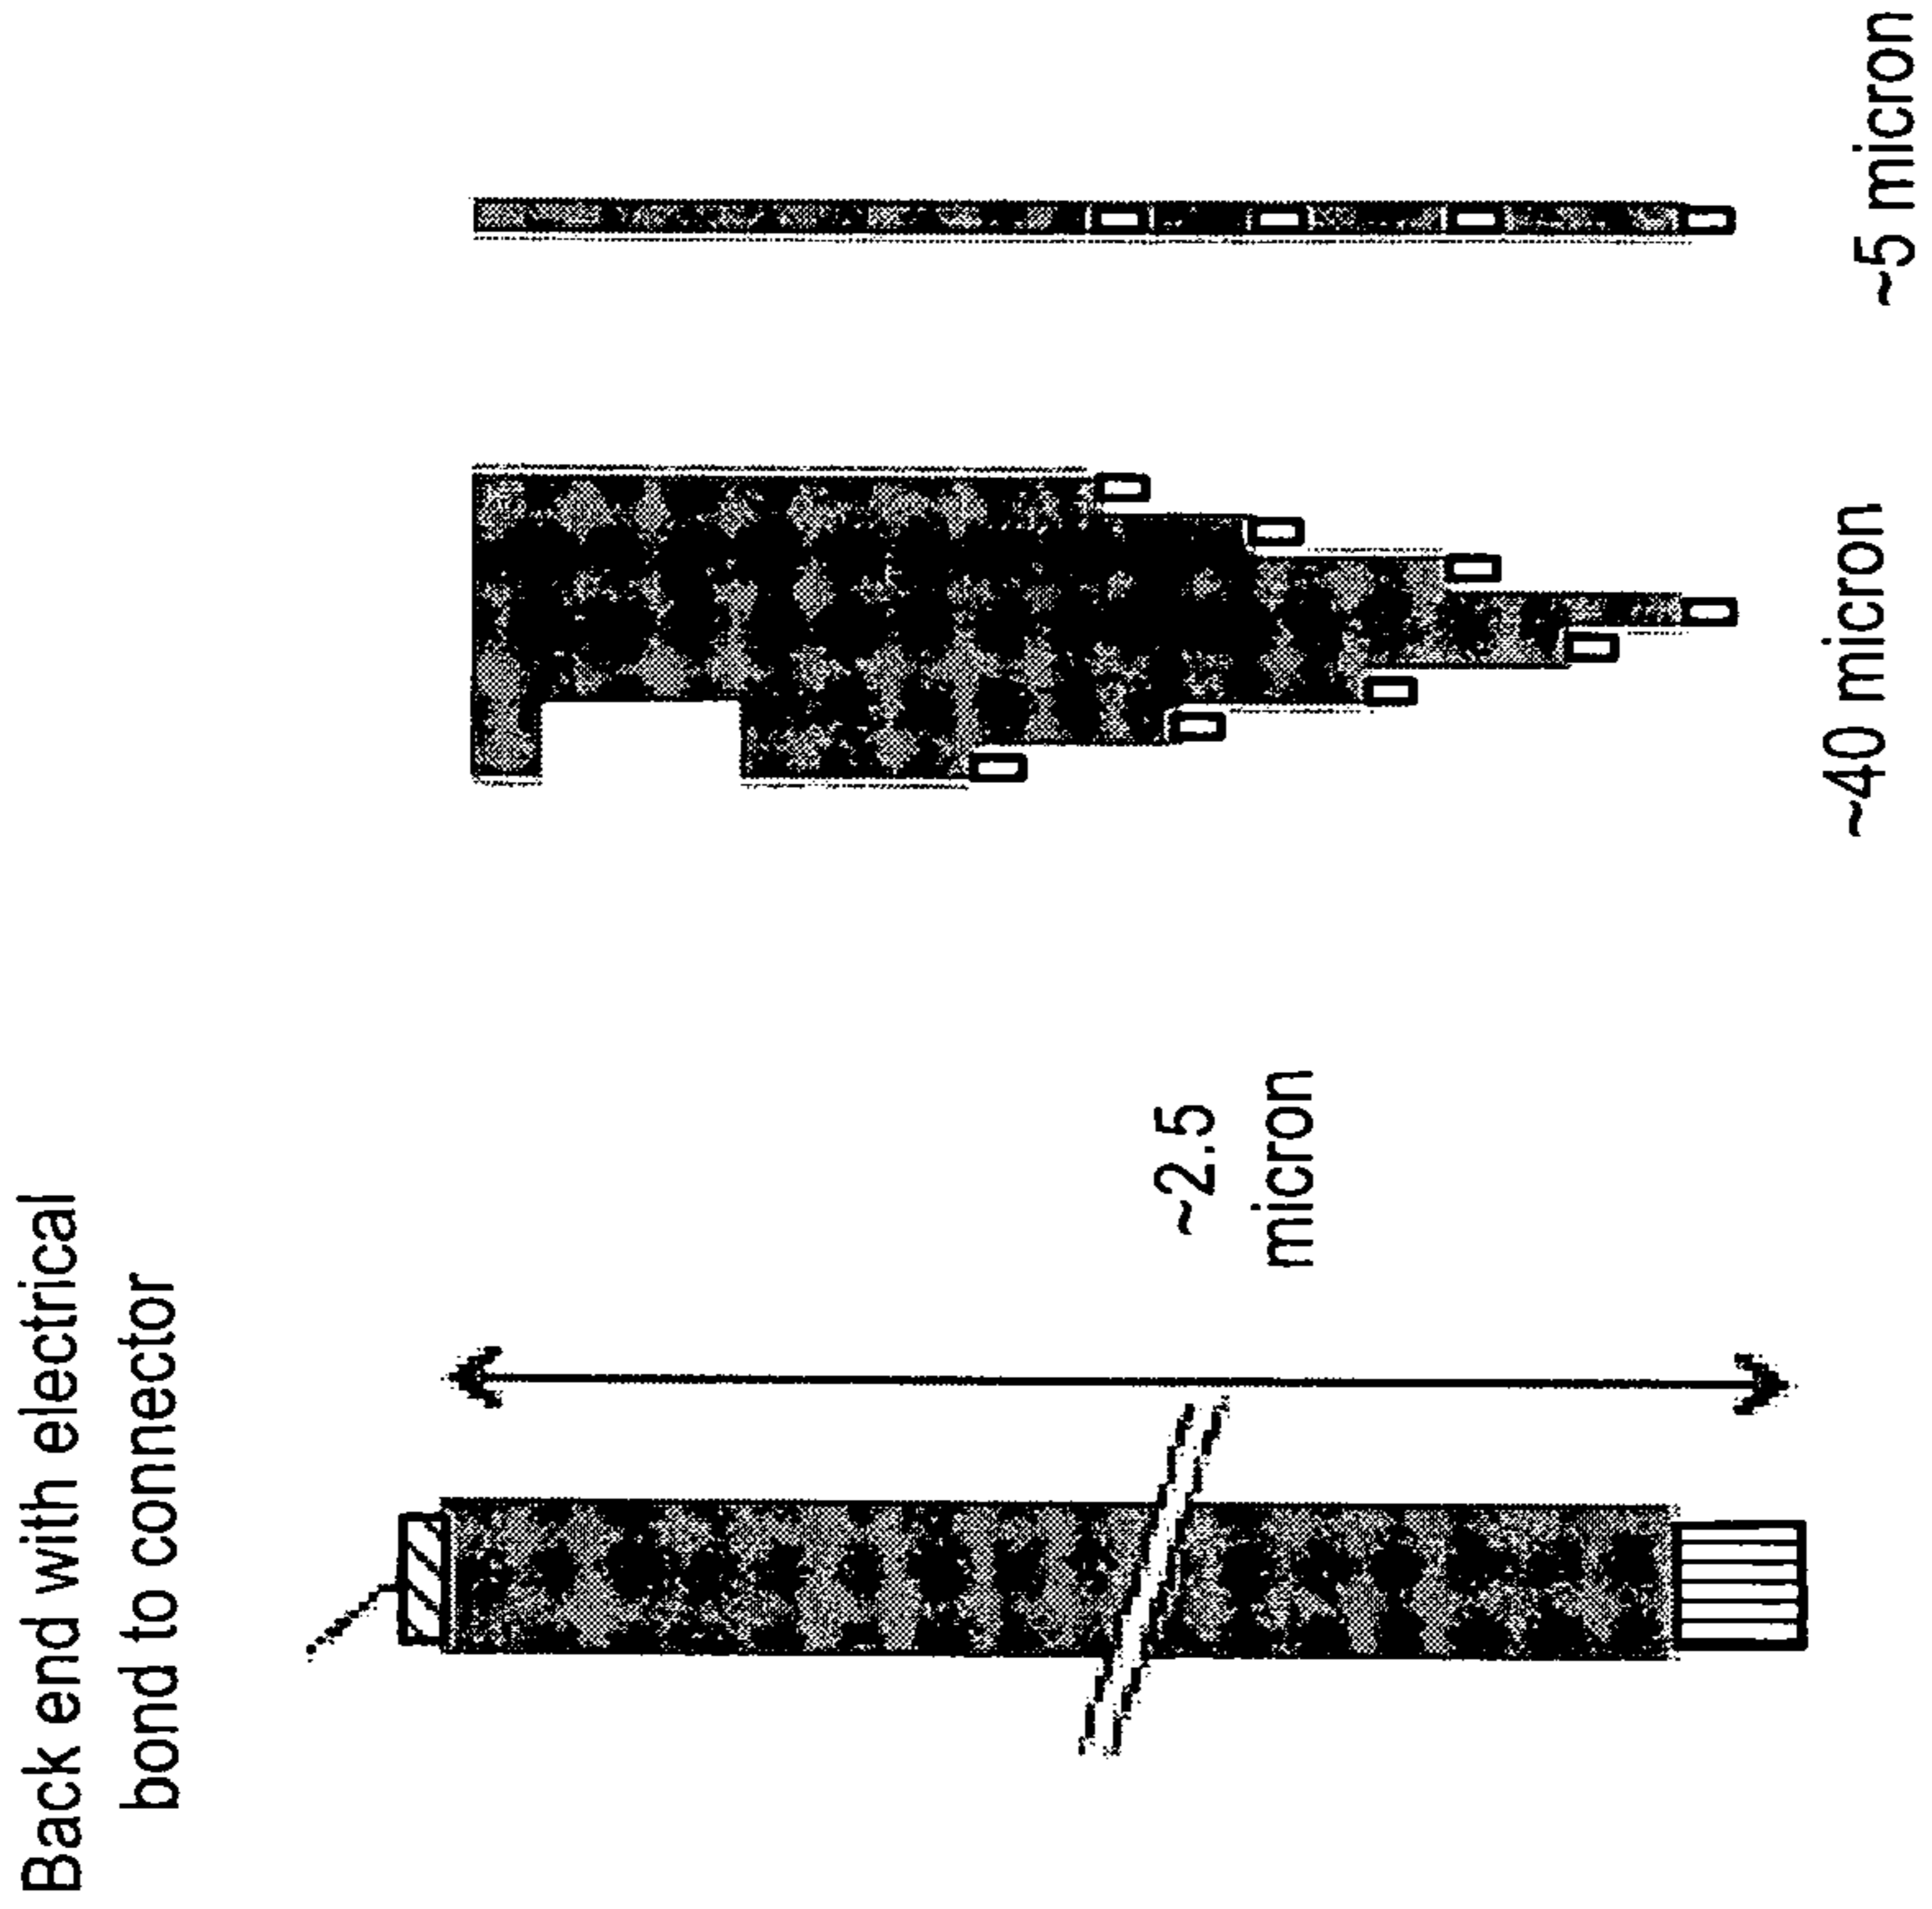 Back end with electrical
bond to connector
~2.5
micron
~40 micron
~5 micron